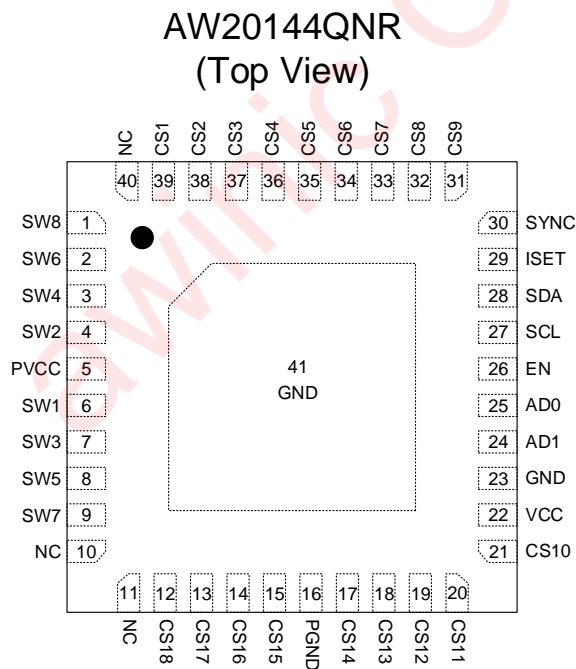 AW20144QNR
(Top View)
NC CS1 CS2 CS3 CS4 CS5 CS6 CS7 CS8 CS9
40 39 38 37 36 35 34 33 32 31
SW8 1 30 SYNC
SW6 2 29 ISET
SW4 3 28 SDA
SW2 4 27 SCL
PVCC 5 26 EN
41
GND
SW1 6 25 AD0
SW3 7 24 AD1
SW5 8 23 GND
SW7 9 22 VCC
NC 10 21 CS10
11 12 13 14 15 16 17 18 19 20
NC CS18 CS17 CS16 CS15 PGND CS14 CS13 CS12 CS11
awinic C